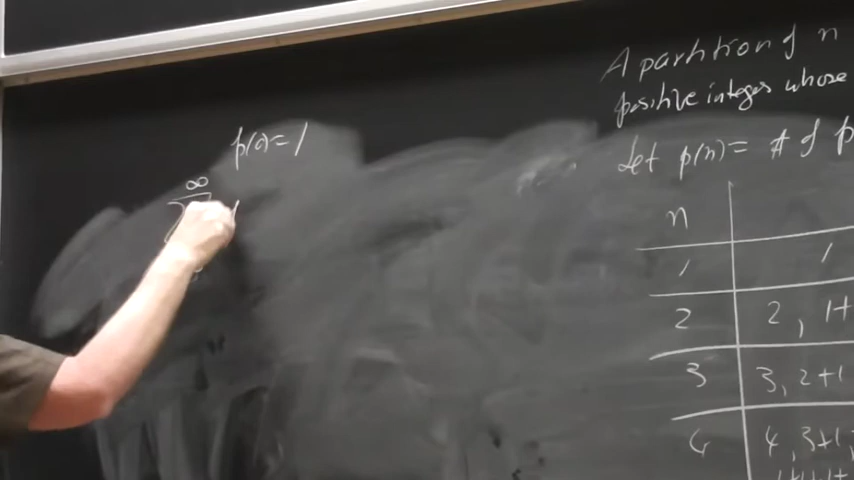 p(0)=1
∞
Σ
A partition of n
positive integers whose
Let p(n)= # of p
n
1 1
2 2, 1+
3 3, 2+1
4 4, 3+1,